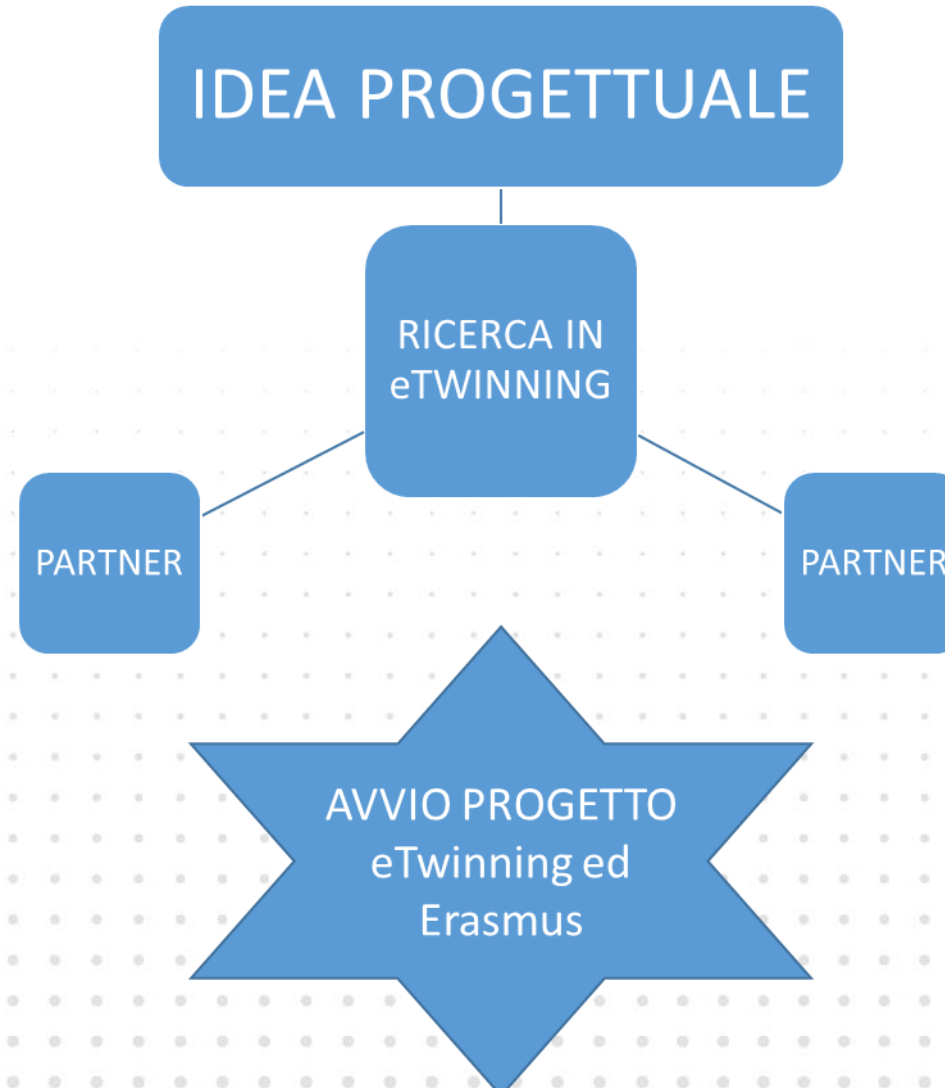 IDEA PROGETTUALE
RICERCA IN
eTWINNING
PARTNER
PARTNER
AVVIO PROGETTO
eTwinning ed
Erasmus